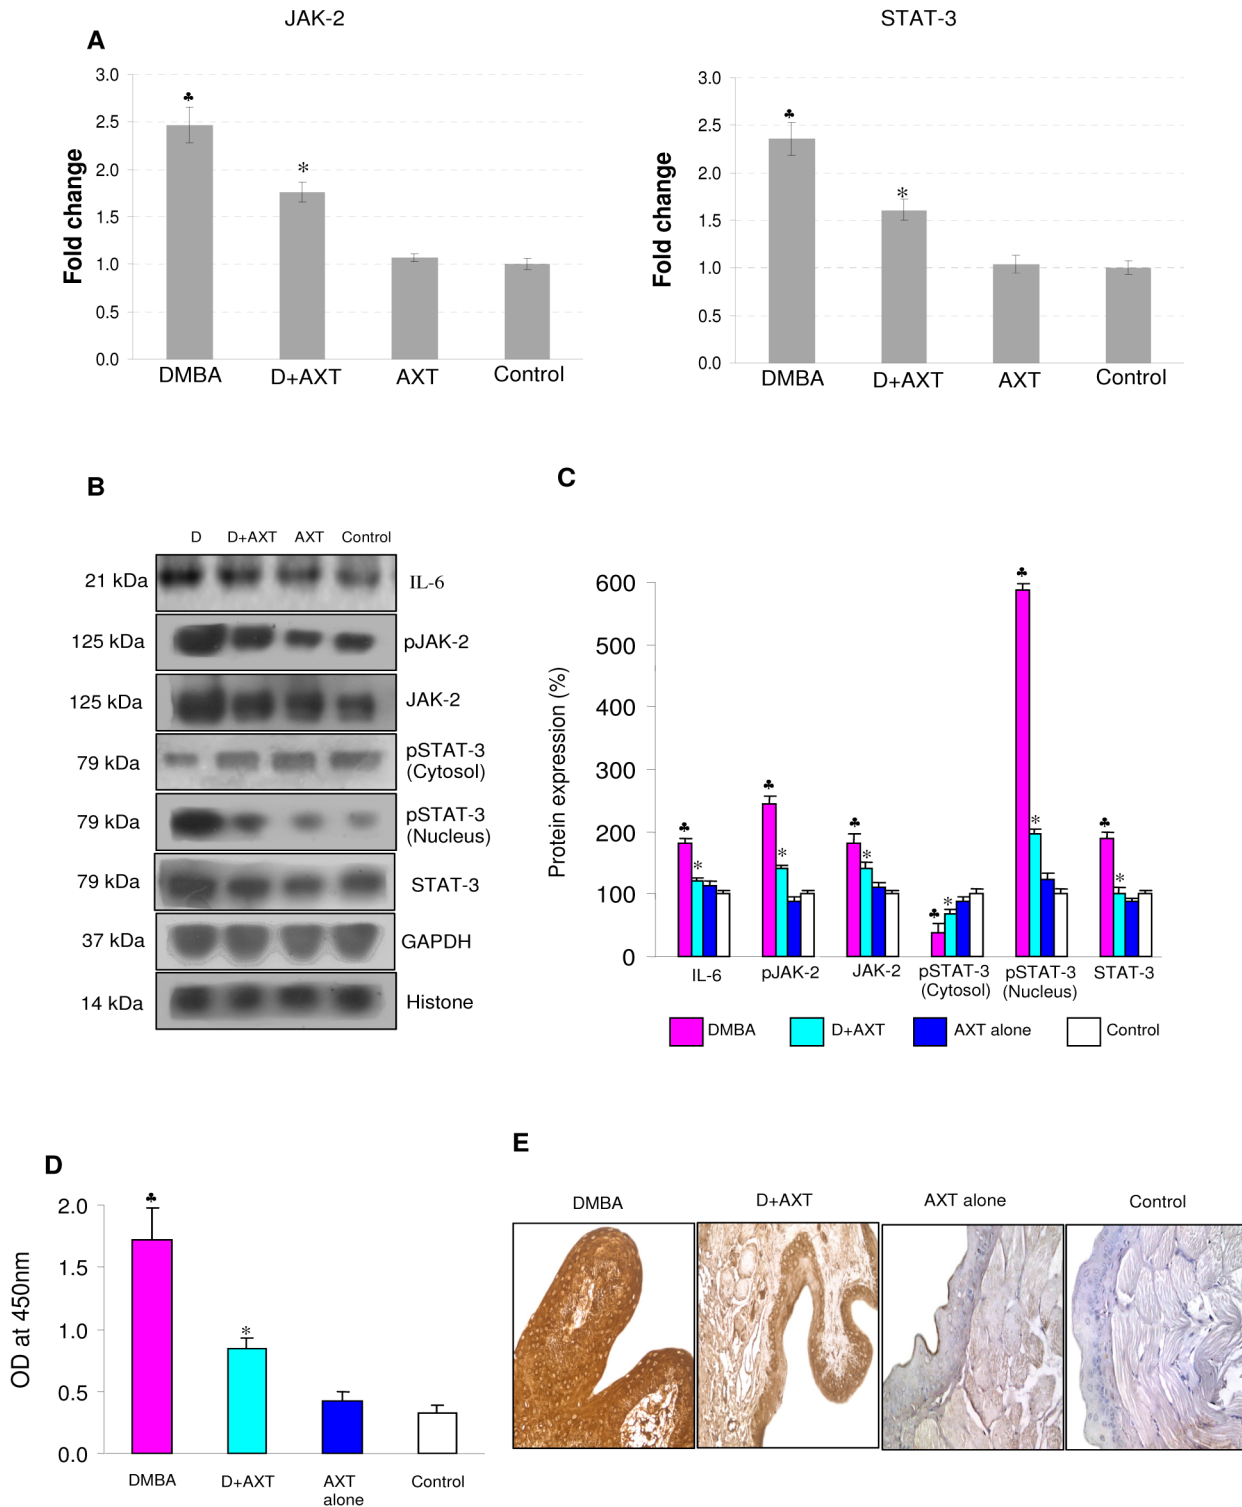 JAK-2
STAT-3
A
3.0
2.5
2.0
1.5
1.0
0.5
0.0
Fold change
♣
*
DMBA
D+AXT
AXT
Control
3.0
2.5
2.0
1.5
1.0
0.5
0.0
Fold change
♣
*
DMBA
D+AXT
AXT
Control
B
D D+AXT AXT Control
21 kDa IL-6
125 kDa pJAK-2
125 kDa JAK-2
79 kDa pSTAT-3
(Cytosol)
79 kDa pSTAT-3
(Nucleus)
79 kDa STAT-3
37 kDa GAPDH
14 kDa Histone
C
Protein expression (%)
600
500
400
300
200
100
0
♣ * ♣ * ♣ * ♣ * ♣ * ♣ *
IL-6 pJAK-2 JAK-2 pSTAT-3 pSTAT-3 STAT-3
(Cytosol) (Nucleus)
DMBA D+AXT AXT alone Control
D
OD at 450nm
2.0
1.5
1.0
0.5
0.0
♣
*
DMBA D+AXT AXT Control
alone
E
DMBA D+AXT AXT alone Control